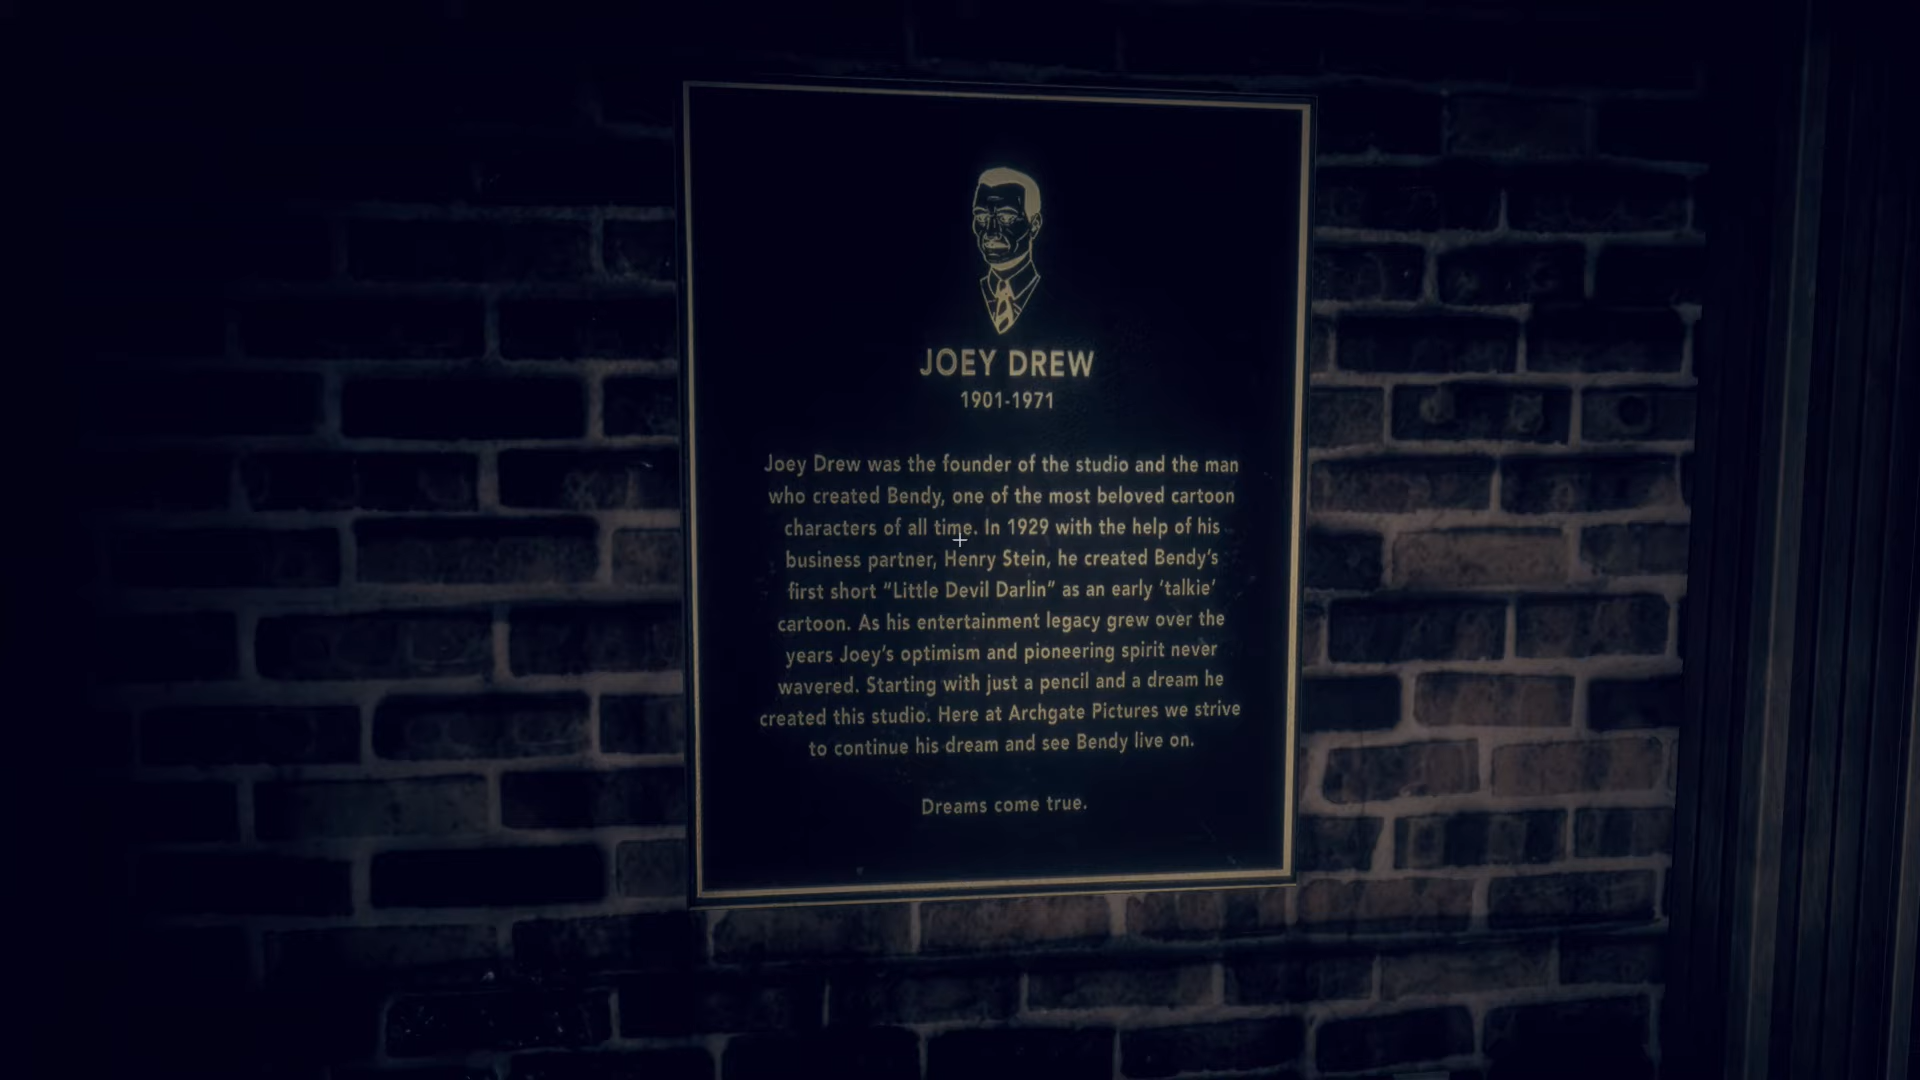 JOEY DREW
1901-1971
Joey Drew was the founder of the studio and the man
who created Bendy, one of the most beloved cartoon
characters of all time. In 1929 with the help of his
business partner, Henry Stein, he created Bendy's
first short “Little Devil Darlin” as an early ‘talkie’
cartoon. As his entertainment legacy grew over the
years Joey's optimism and pioneering spirit never
wavered. Starting with just a pencil and a dream he
created this studio. Here at Archgate Pictures we strive
to continue his dream and see Bendy live on.
Dreams come true.